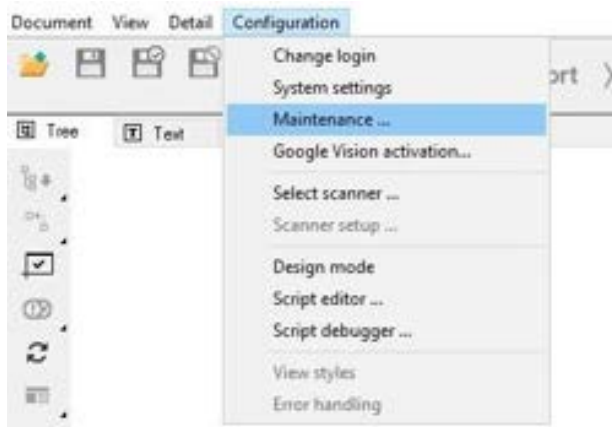 Document View Detail Configuration
Change login
ort
System settings
Tree Text
Maintenance ...
Google Vision activation...
Select scanner ...
Scanner setup ...
Design mode
Script editor ...
Script debugger ...
View styles
Error handling